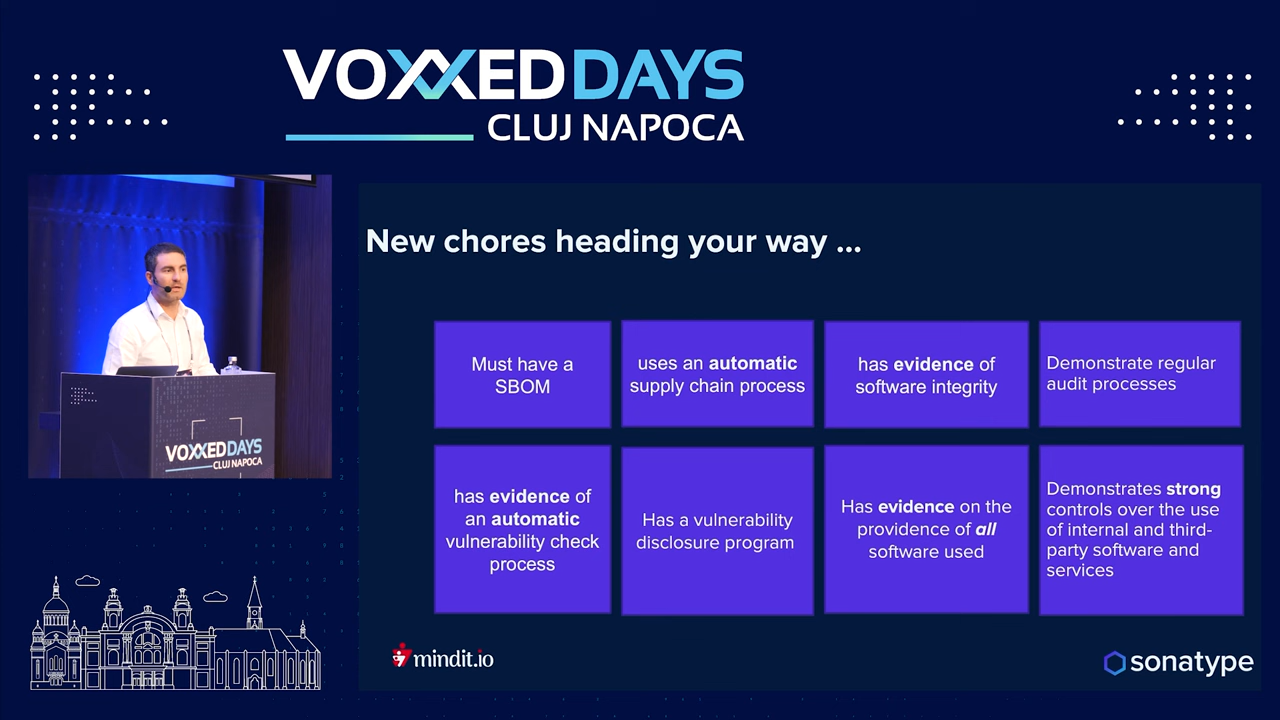 VOXXEDDAYS
CLUJ NAPOCA
New chores heading your way ...
Must have a
SBOM
uses an automatic
supply chain process
has evidence of
software integrity
Demonstrate regular
audit processes
has evidence of
an automatic
vulnerability check
process
Has a vulnerability
disclosure program
Has evidence on the
providence of all
software used
Demonstrates strong
controls over the use
of internal and third-
party software and
services
VOXXEDDAYS
CLUJ NAPOCA
mindit.io
sonatype